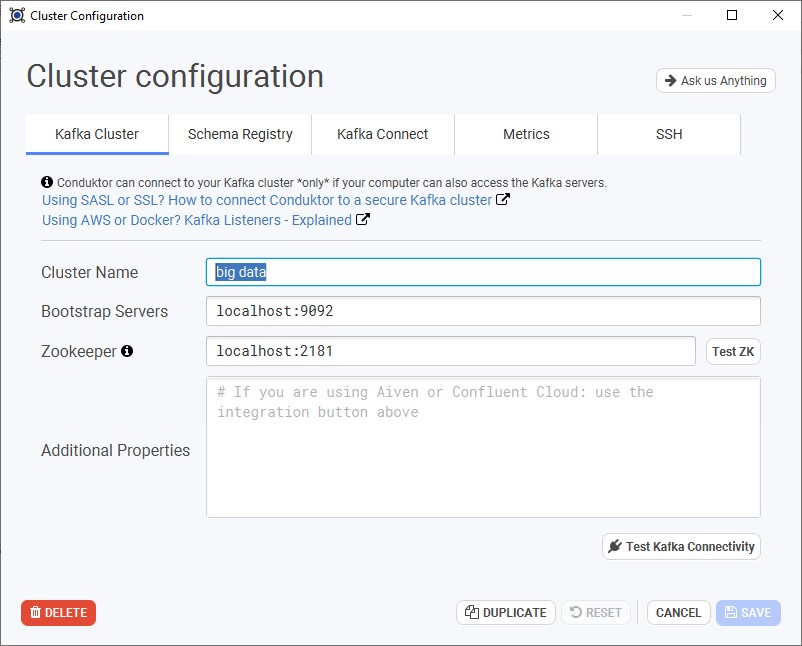 Cluster Configuration
Cluster configuration
Ask us Anything
Kafka Cluster
Schema Registry
Kafka Connect
Metrics
SSH
Conduktor can connect to your Kafka cluster *only* if your computer can also access the Kafka servers.
Using SASL or SSL? How to connect Conduktor to a secure Kafka cluster
Using AWS or Docker? Kafka Listeners - Explained
Cluster Name
big data
Bootstrap Servers
localhost:9092
Zookeeper
localhost:2181
Test ZK
# If you are using Aiven or Confluent Cloud: use the
integration button above
Additional Properties
Test Kafka Connectivity
DELETE
DUPLICATE
RESET
CANCEL
SAVE